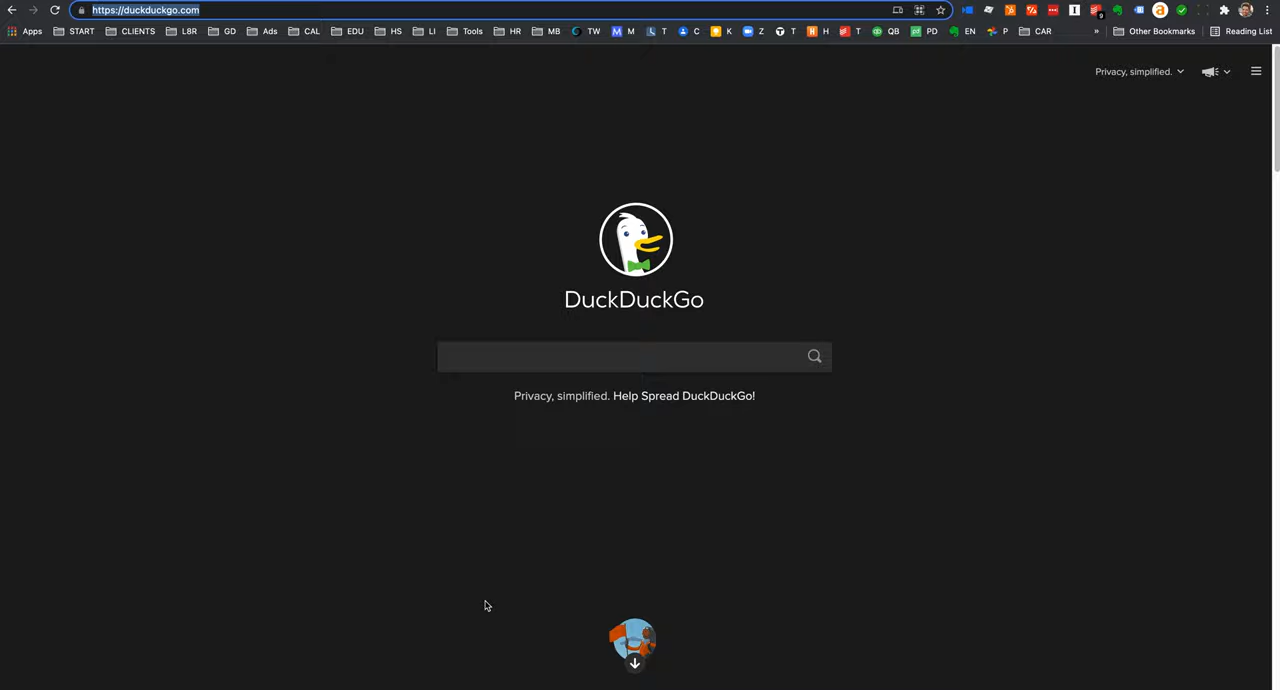 https://duckduckgo.com
9
Apps START CLIENTS L8R GD Ads CAL EDU HS LI Tools HR MB TW M M T C K Z T H T QB PD EN P CAR » Other Bookmarks Reading List
Privacy, simplified.
DuckDuckGo
Privacy, simplified. Help Spread DuckDuckGo!